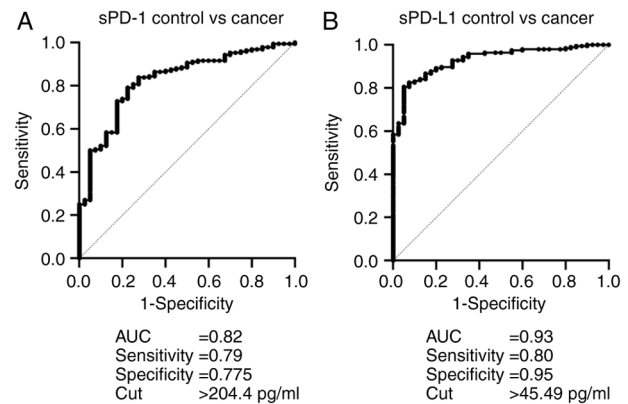 A
sPD-1 control vs cancer
Sensitivity
1.0
0.8
0.6
0.4
0.2
0.0
0.0 0.2 0.4 0.6 0.8 1.0
1-Specificity
AUC =0.82
Sensitivity =0.79
Specificity =0.775
Cut >204.4 pg/ml
B
sPD-L1 control vs cancer
Sensitivity
1.0
0.8
0.6
0.4
0.2
0.0
0.0 0.2 0.4 0.6 0.8 1.0
1-Specificity
AUC =0.93
Sensitivity =0.80
Specificity =0.95
Cut >45.49 pg/ml